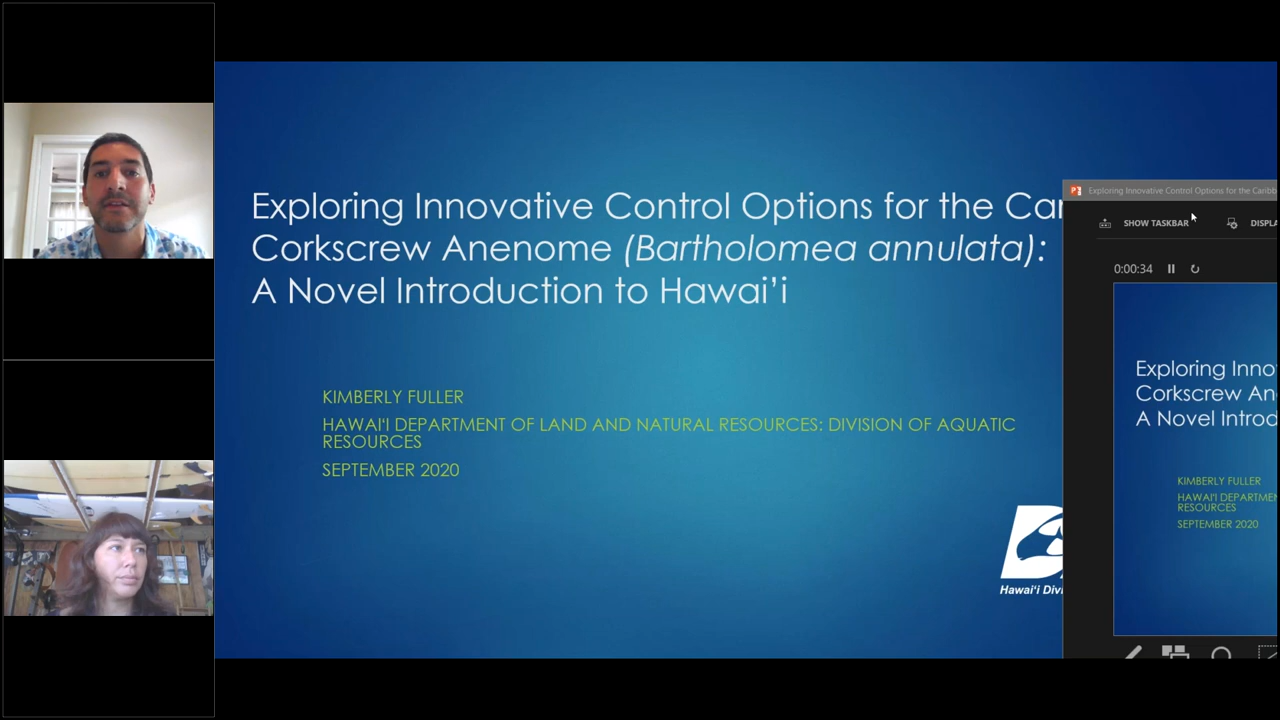 Exploring Innovative Control Options for the Car
Corkscrew Anenome (Bartholomea annulata):
A Novel Introduction to Hawai’i
KIMBERLY FULLER
HAWAI‘I DEPARTMENT OF LAND AND NATURAL RESOURCES: DIVISION OF AQUATIC
RESOURCES
SEPTEMBER 2020
Hawai‘i Divi
Exploring Innovative Control Options for the Caribb
SHOW TASKBAR
DISPLA
0:00:34
Exploring Inno
Corkscrew An
A Novel Introd
KIMBERLY FULLER
HAWAI‘I DEPARTMEN
RESOURCES
SEPTEMBER 2020